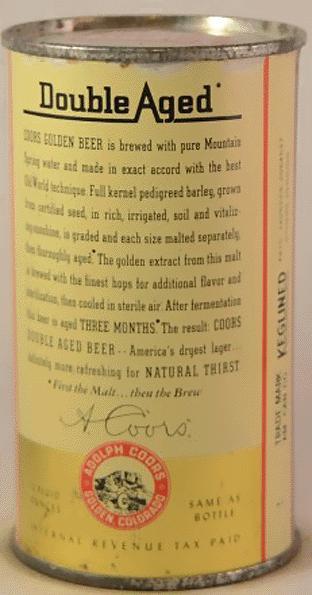 Double Aged*
COORS GOLDEN BEER is brewed with pure Mountain
Spring water and made in exact accord with the best
Old World technique. Full kernel pedigreed barley, grown
from certified seed, in rich, irrigated, soil and vitaliz-
ing sunshine, is graded and each size malted separately,
then thoroughly aged.* The golden extract from this malt
is brewed with the finest hops for additional flavor and
sterilization, then cooled in sterile air. After fermentation
this beer is aged THREE MONTHS.* The result: COORS
DOUBLE AGED BEER -- America's dryest lager...
definitely more refreshing for NATURAL THIRST
*First the Malt...then the Brew
A Coors.
ADOLPH COORS
GOLDEN, COLORADO
FLUID
OUNCES
SAME AS
BOTTLE
INTERNAL REVENUE TAX PAID
KEGLINED
TRADE MARK
AM. CAN CO.